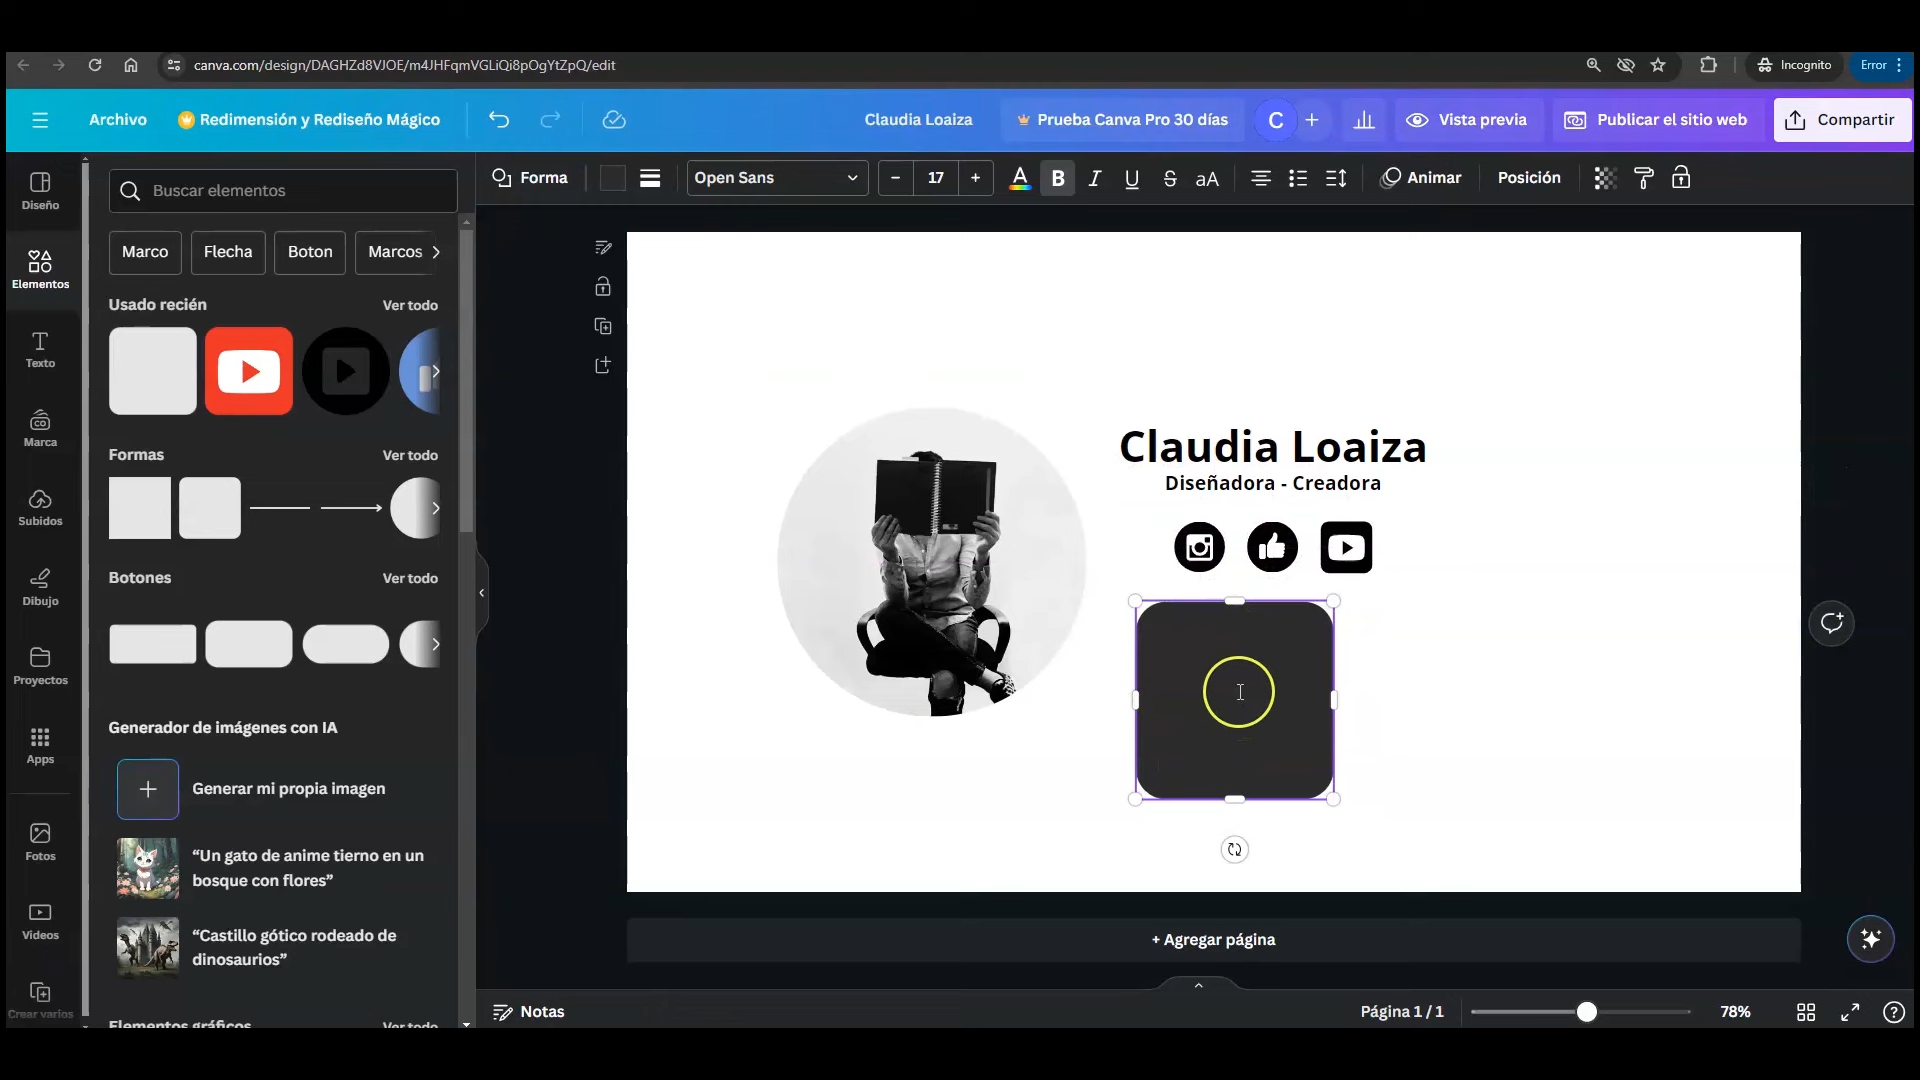 canva.com/design/DAGHZd8VJOE/m4JHFqmVGLiQi8pOgYtZpQ/edit
Incognito
Error
Archivo
Redimensión y Rediseño Mágico
Claudia Loaiza
Prueba Canva Pro 30 días
C
Vista previa
Publicar el sitio web
Compartir
Forma
Open Sans
17
A
B
I
U
S
aA
Animar
Posición
Diseño
Elementos
Texto
Marca
Subidos
Dibujo
Proyectos
Apps
Fotos
Videos
Crear varios
Buscar elementos
Marco
Flecha
Boton
Marcos
Usado recién
Ver todo
Formas
Ver todo
Botones
Ver todo
Generador de imágenes con IA
Generar mi propia imagen
“Un gato de anime tierno en un
bosque con flores”
“Castillo gótico rodeado de
dinosaurios”
Elementos gráficos
Ver todo
Claudia Loaiza
Diseñadora - Creadora
+ Agregar página
Notas
Página 1 / 1
78%